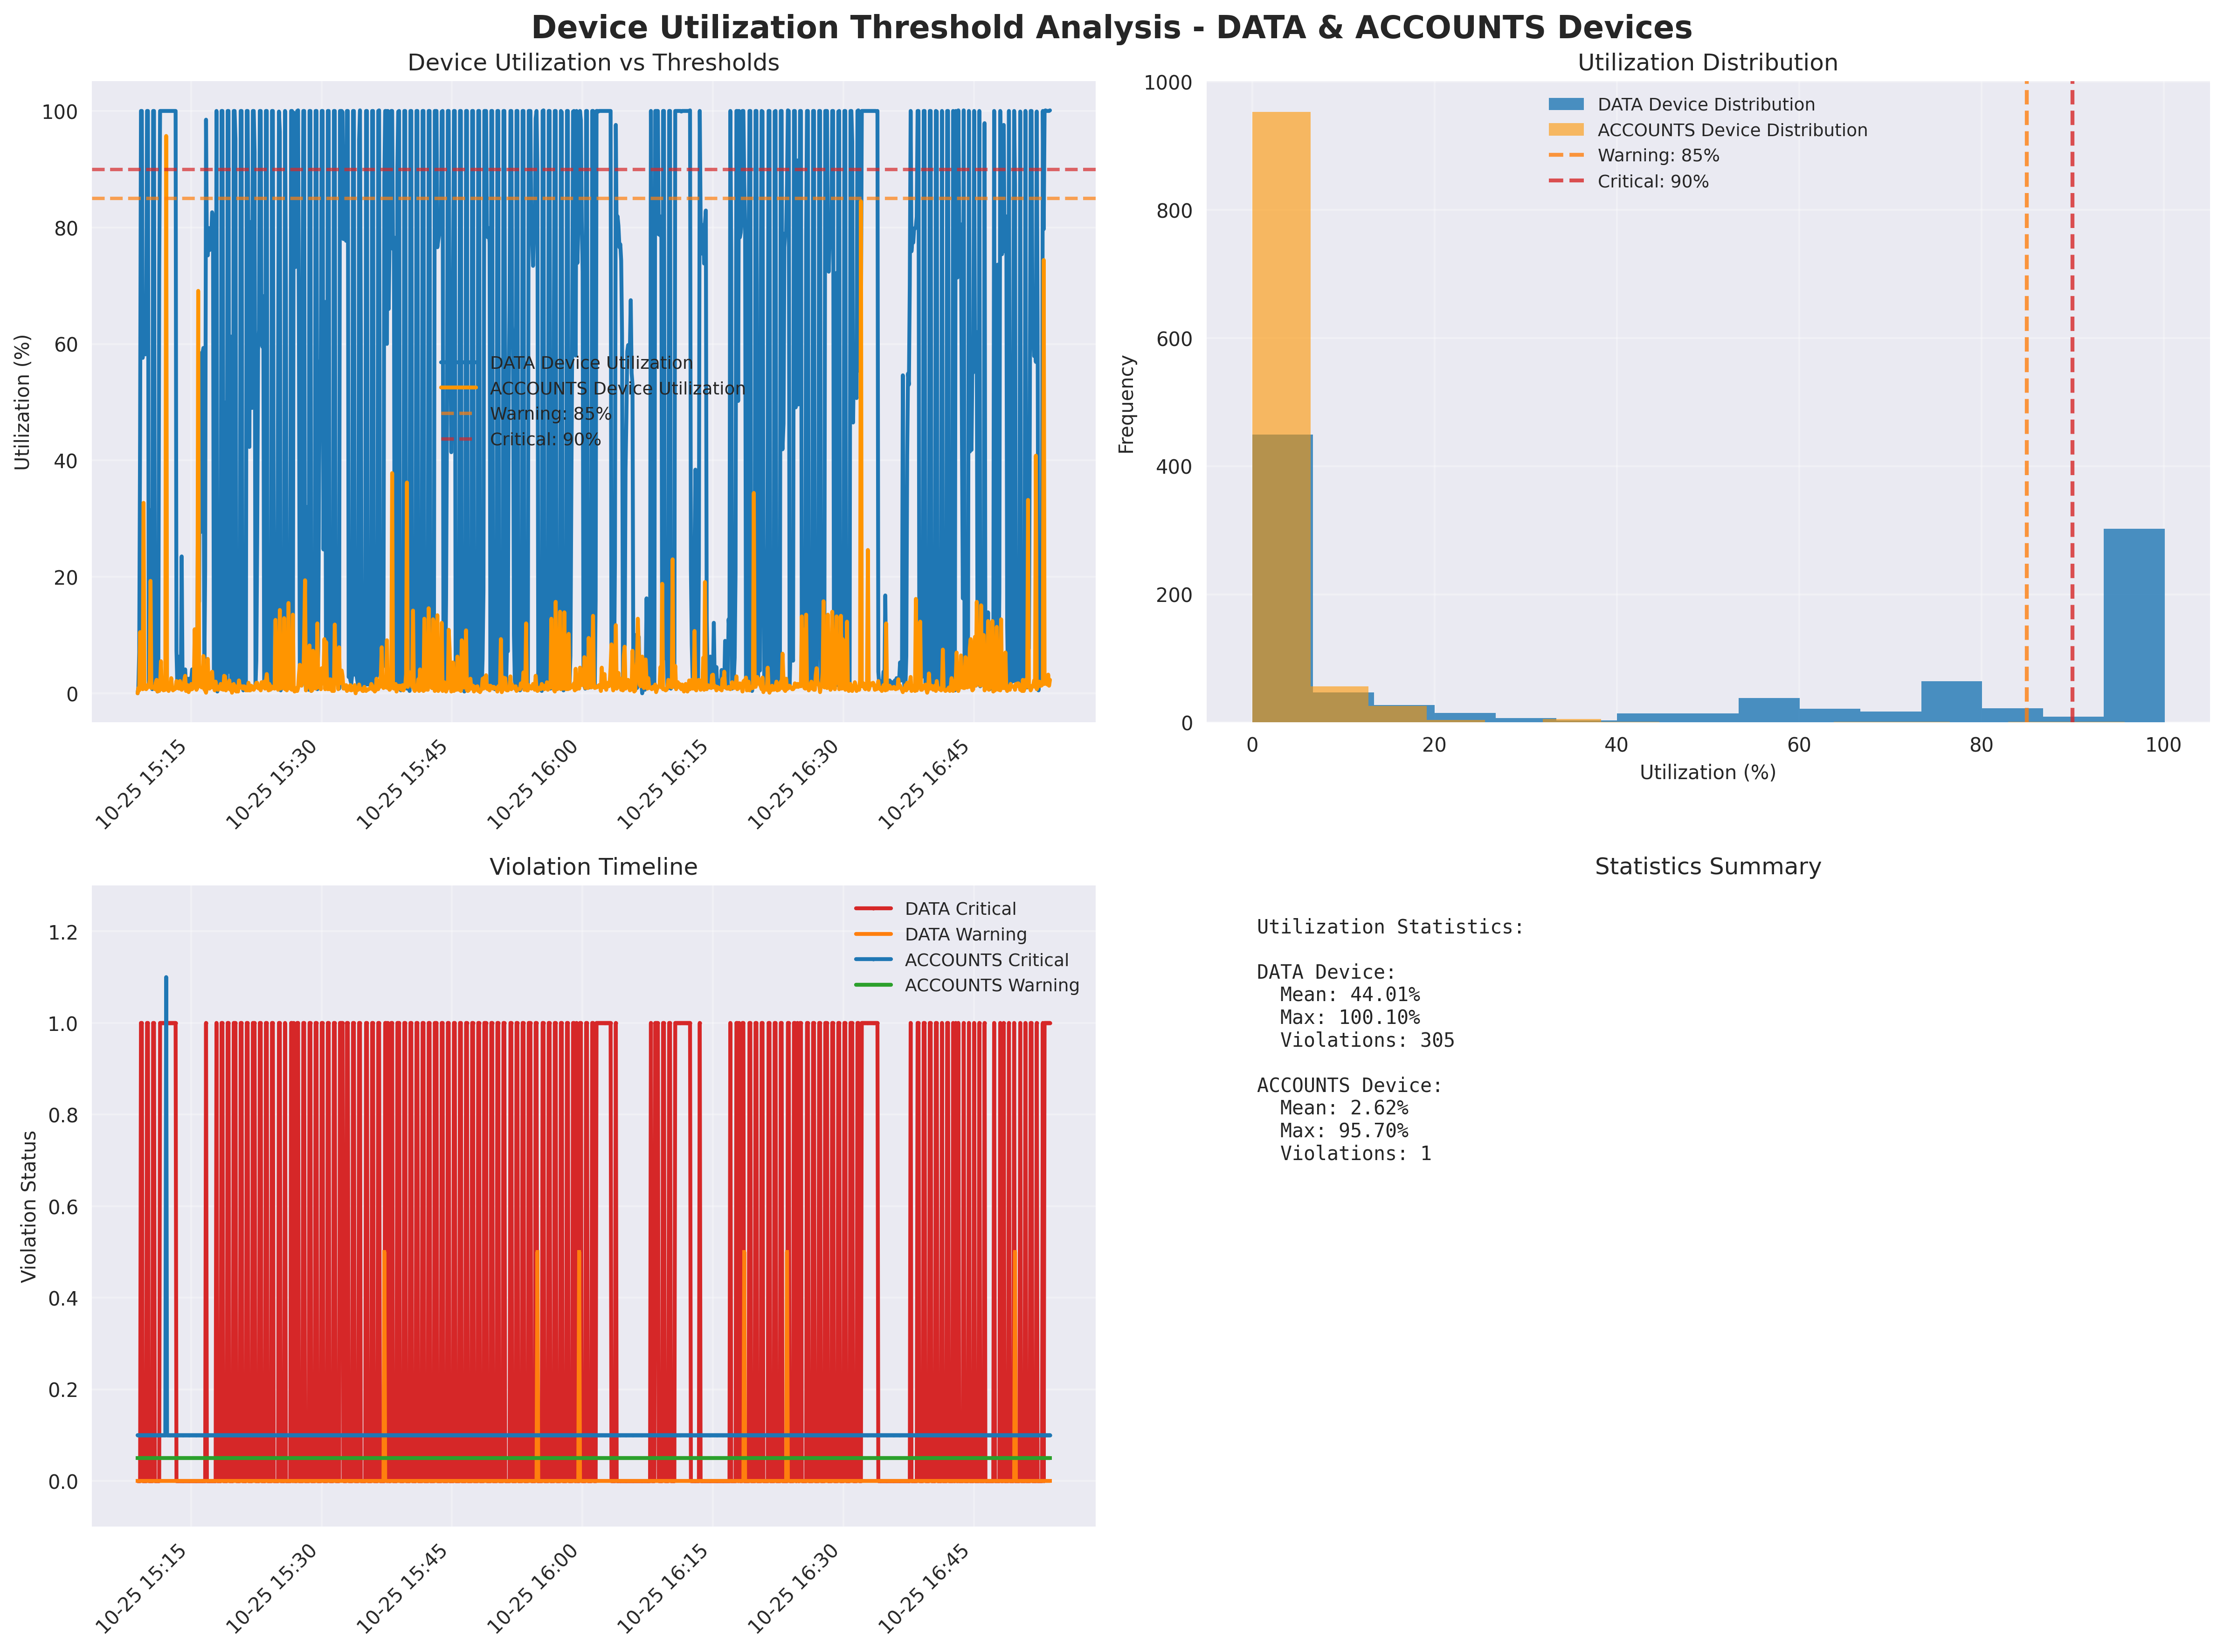 Device Utilization Threshold Analysis - DATA & ACCOUNTS Devices
Device Utilization vs Thresholds
Utilization (%)
100
80
60
40
20
0
DATA Device Utilization
ACCOUNTS Device Utilization
Warning: 85%
Critical: 90%
10-25 15:15
10-25 15:30
10-25 15:45
10-25 16:00
10-25 16:15
10-25 16:30
10-25 16:45
Utilization Distribution
Frequency
1000
800
600
400
200
0
DATA Device Distribution
ACCOUNTS Device Distribution
Warning: 85%
Critical: 90%
0
20
40
60
80
100
Utilization (%)
Violation Timeline
Violation Status
1.2
1.0
0.8
0.6
0.4
0.2
0.0
DATA Critical
DATA Warning
ACCOUNTS Critical
ACCOUNTS Warning
10-25 15:15
10-25 15:30
10-25 15:45
10-25 16:00
10-25 16:15
10-25 16:30
10-25 16:45
Statistics Summary
Utilization Statistics:
DATA Device:
Mean: 44.01%
Max: 100.10%
Violations: 305
ACCOUNTS Device:
Mean: 2.62%
Max: 95.70%
Violations: 1